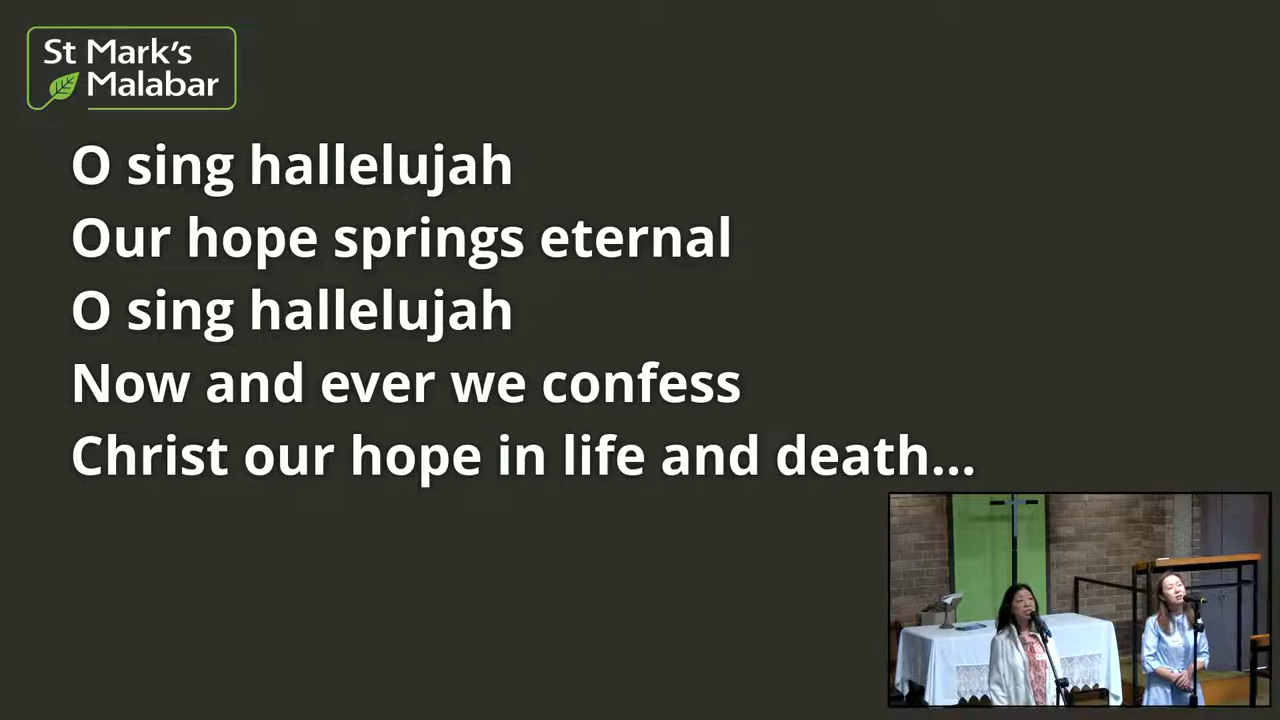 St Mark's
Malabar
O sing hallelujah
Our hope springs eternal
O sing hallelujah
Now and ever we confess
Christ our hope in life and death...